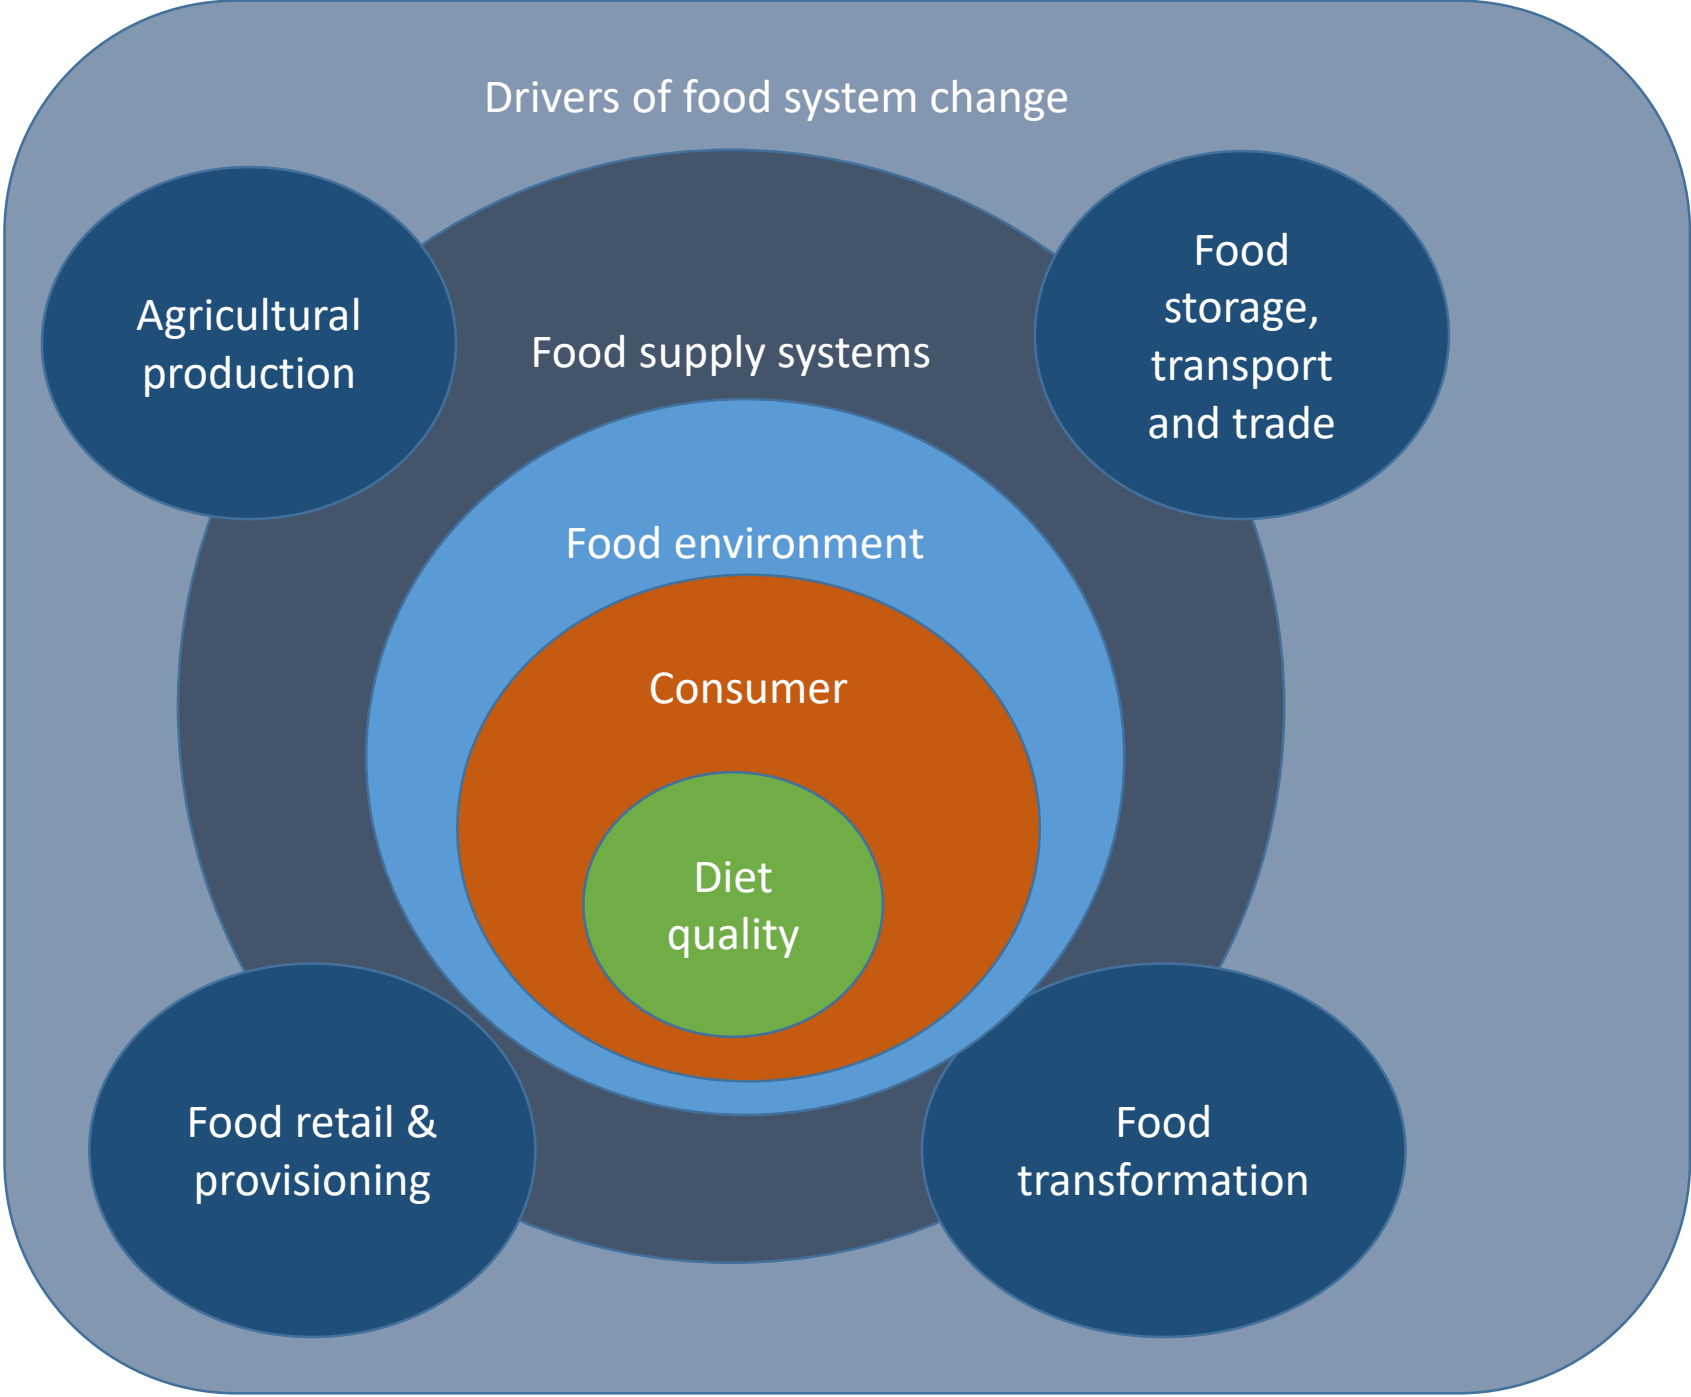 Drivers of food system change
Agricultural
production
Food
storage,
transport
and trade
Food supply systems
Food environment
Consumer
Diet
quality
Food retail &
provisioning
Food
transformation